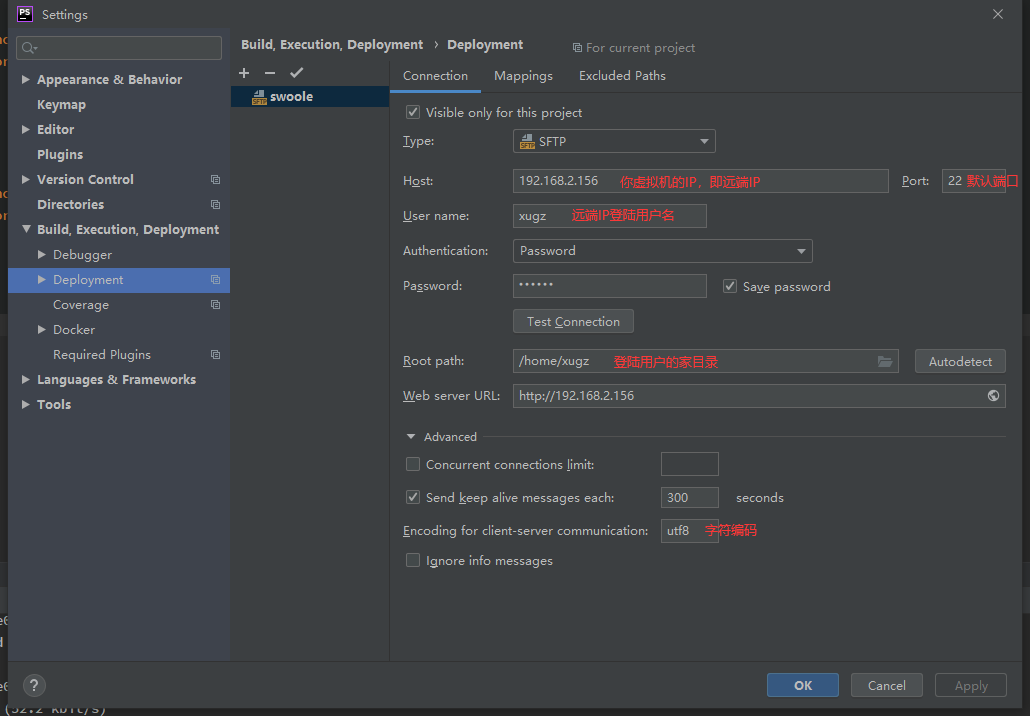 PS Settings
Build, Execution, Deployment › Deployment For current project
Appearance & Behavior
Keymap
Editor
Plugins
Version Control
Directories
Build, Execution, Deployment
Debugger
Deployment
Coverage
Docker
Required Plugins
Languages & Frameworks
Tools
SFTP swoole
Connection Mappings Excluded Paths
Visible only for this project
Type: SFTP SFTP
Host: 192.168.2.156 你虚拟机的IP，即远端IP Port: 22 默认端口
User name: xugz 远端IP登陆用户名
Authentication: Password
Password: •••••• Save password
Test Connection
Root path: /home/xugz 登陆用户的家目录 Autodetect
Web server URL: http://192.168.2.156
Advanced
Concurrent connections limit:
Send keep alive messages each: 300 seconds
Encoding for client-server communication: utf8 字符编码
Ignore info messages
? OK Cancel Apply